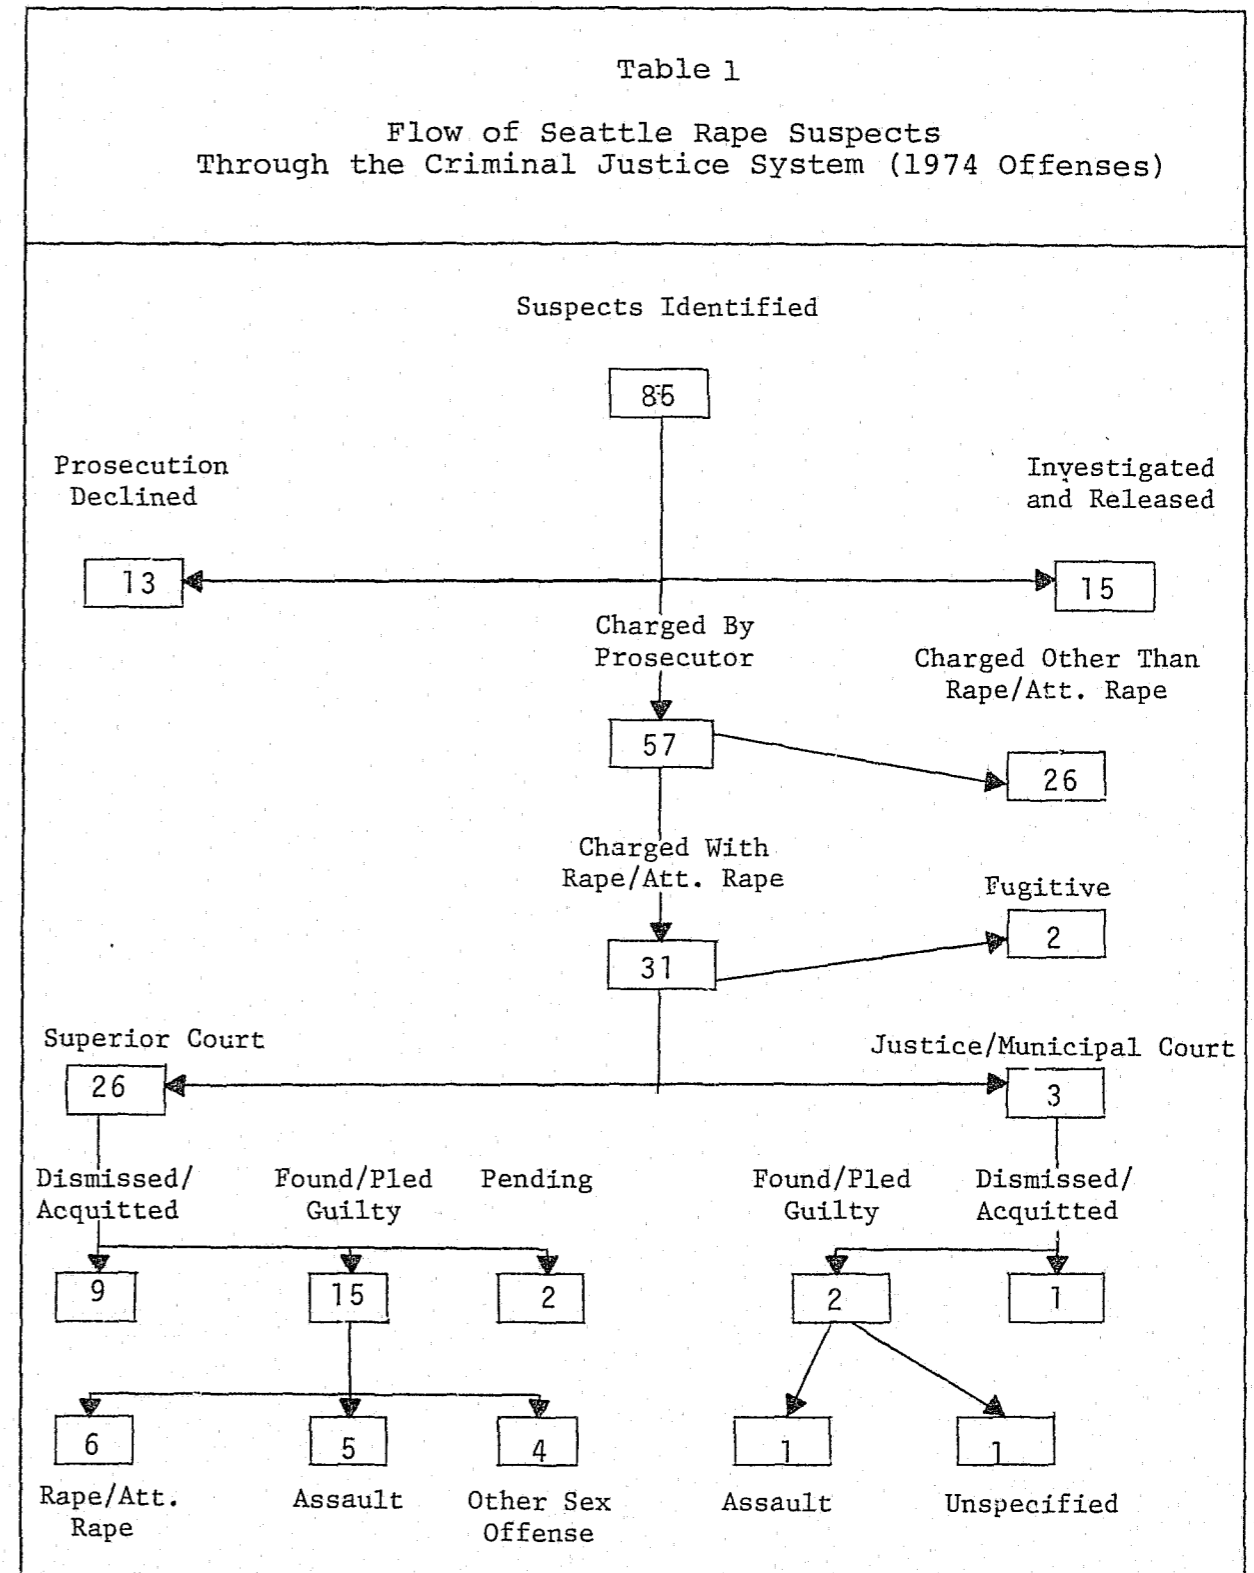 Table 1
Flow of Seattle Rape Suspects
Through the Criminal Justice System (1974 Offenses)
Suspects Identified
85
Prosecution
Declined
Investigated
and Released
13
15
Charged By
Prosecutor
Charged Other Than
Rape/Att. Rape
57
26
Charged With
Rape/Att. Rape
Fugitive
2
31
Superior Court
Justice/Municipal Court
26
3
Dismissed/
Acquitted
Found/Pled
Guilty
Pending
Found/Pled
Guilty
Dismissed/
Acquitted
9
15
2
2
1
6
5
4
1
1
Rape/Att.
Rape
Assault
Other Sex
Offense
Assault
Unspecified